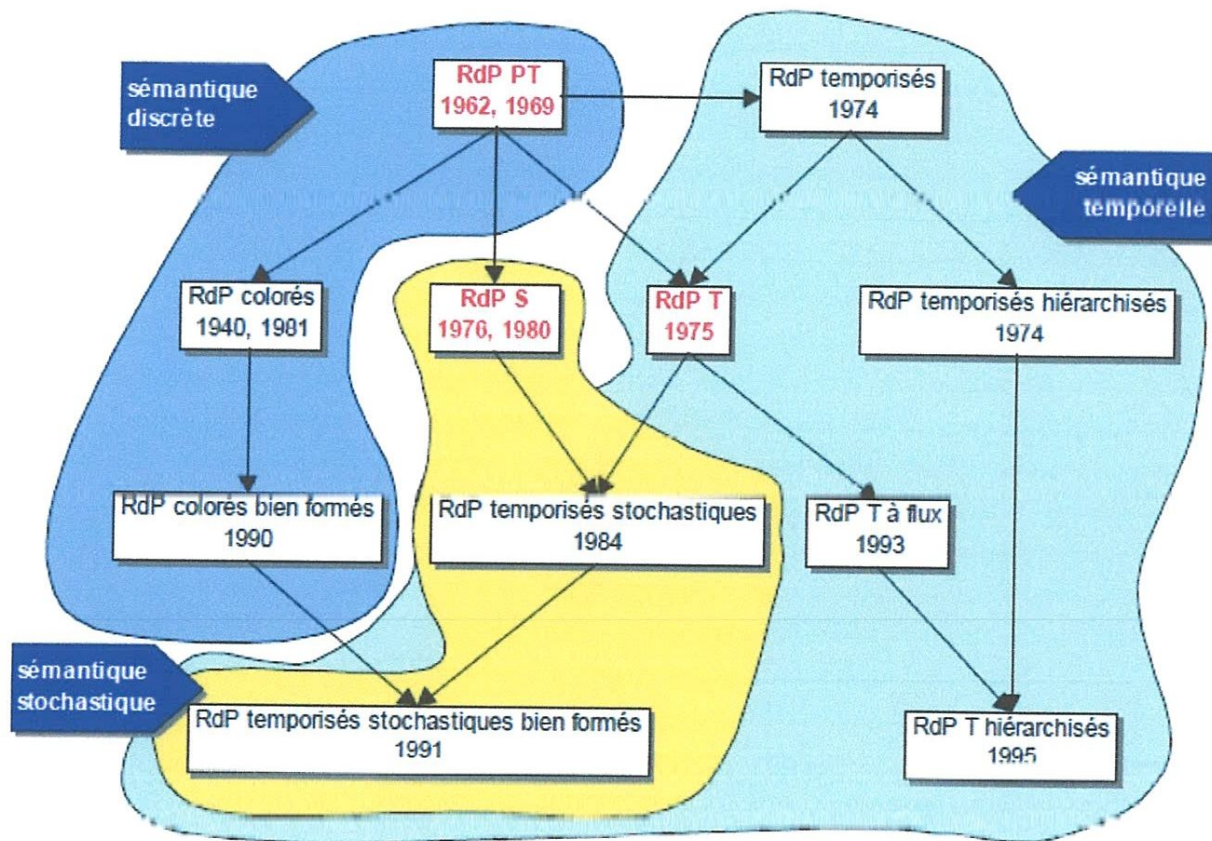 sémantique
discrète
RdP PT
1962, 1969
RdP temporisés
1974
sémantique
temporelle
RdP colorés
1940, 1981
RdP S
1976, 1980
RdP T
1975
RdP temporisés hiérarchisés
1974
RdP colorés bien formés
1990
RdP temporisés stochastiques
1984
RdP T à flux
1993
sémantique
stochastique
RdP temporisés stochastiques bien formés
1991
RdP T hiérarchisés
1995